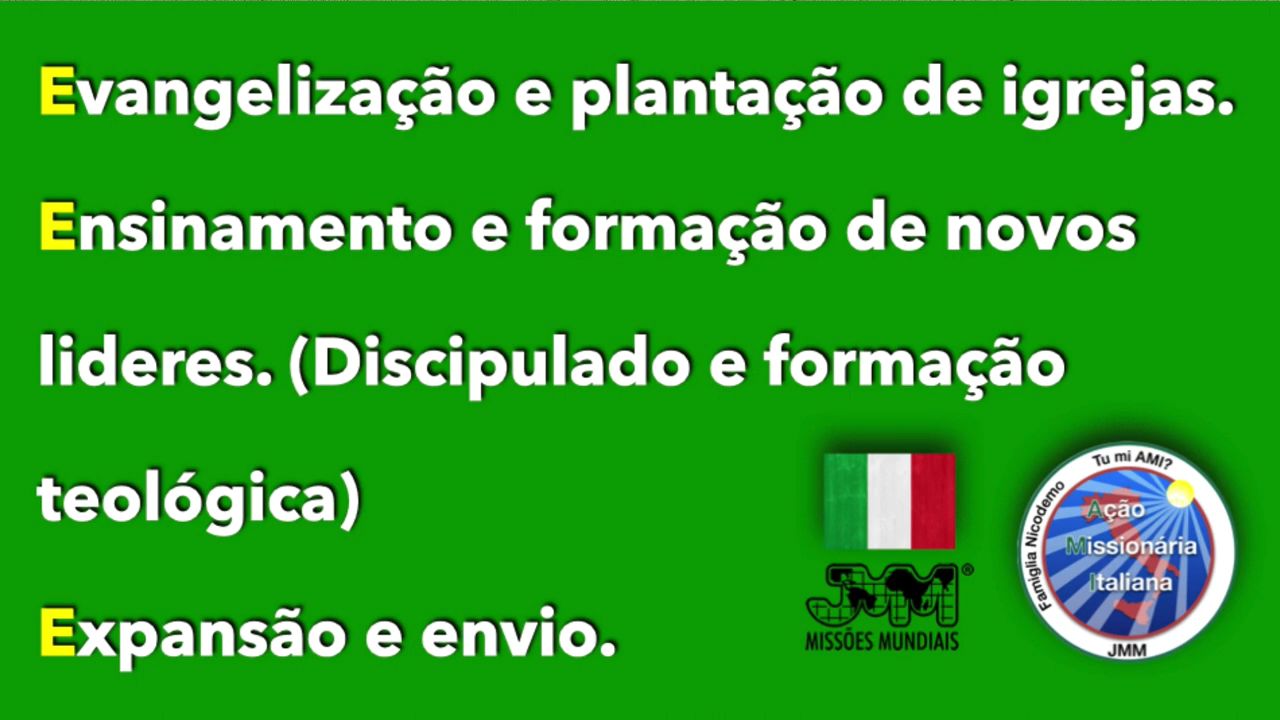 Evangelização e plantação de igrejas.
Ensinamento e formação de novos
lideres. (Discipulado e formação
teológica)
Expansão e envio.
JMM®
MISSÕES MUNDIAIS
Tu mi AMI?
Famiglia Nicodemo
Ação
Missionária
Italiana
JMM